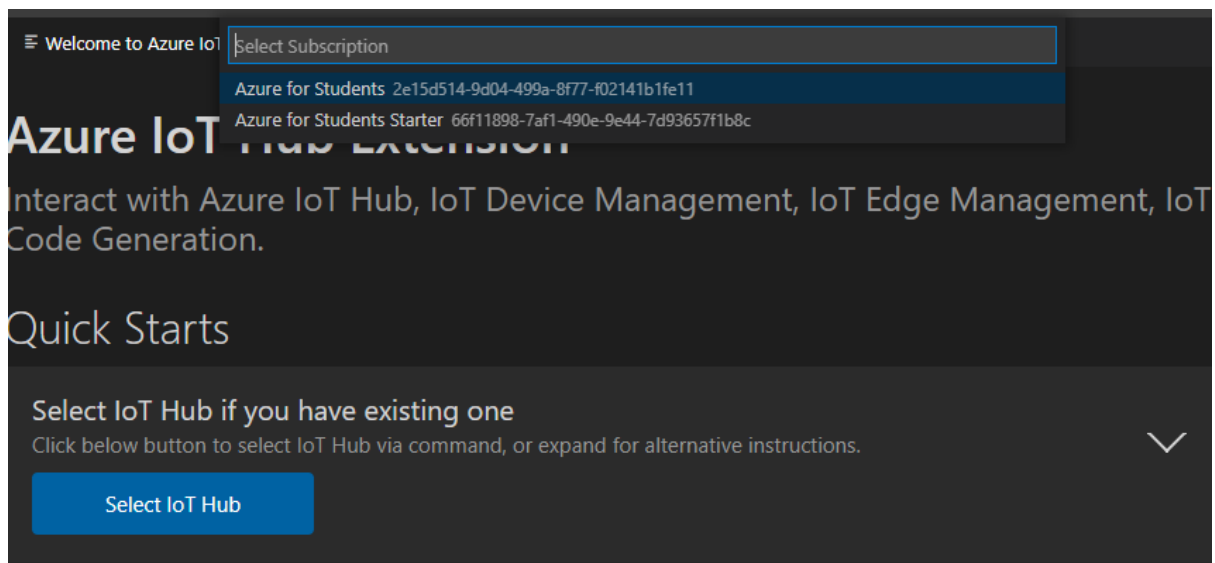 Welcome to Azure IoT
Select Subscription
Azure for Students 2e15d514-9d04-499a-8f77-f02141b1fe11
Azure for Students Starter 66f11898-7af1-490e-9e44-7d93657f1b8c
Azure IoT Hub Extension
Interact with Azure IoT Hub, IoT Device Management, IoT Edge Management, IoT
Code Generation.
Quick Starts
Select IoT Hub if you have existing one
Click below button to select IoT Hub via command, or expand for alternative instructions.
Select IoT Hub